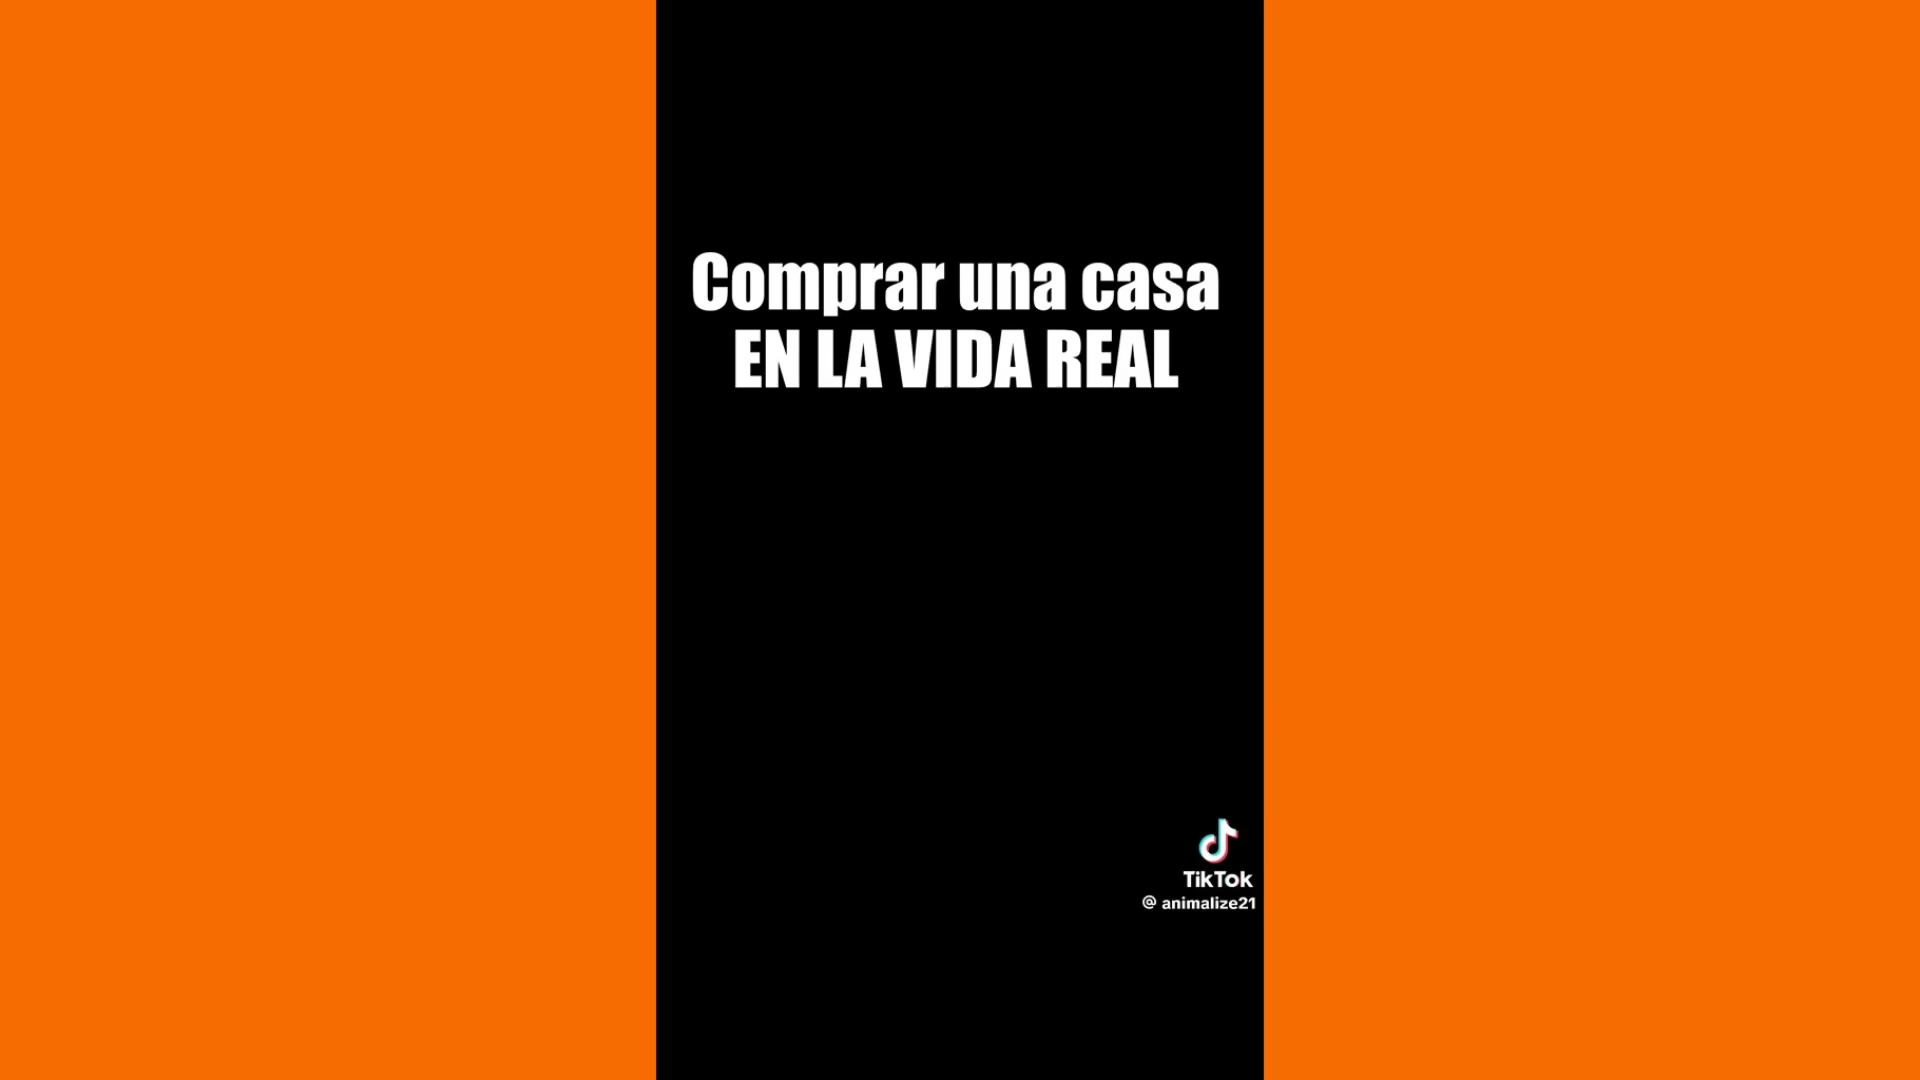 Comprar una casa
EN LA VIDA REAL
TikTok
@ animalize21